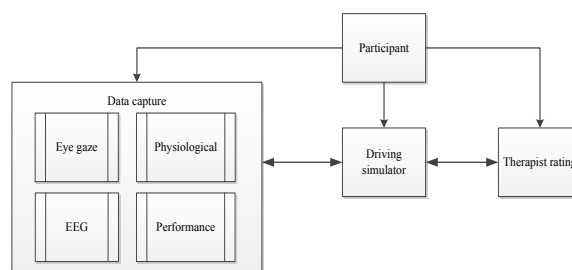 Participant
Data capture
Eye gaze
Physiological
Driving
simulator
Therapist rating
EEG
Performance